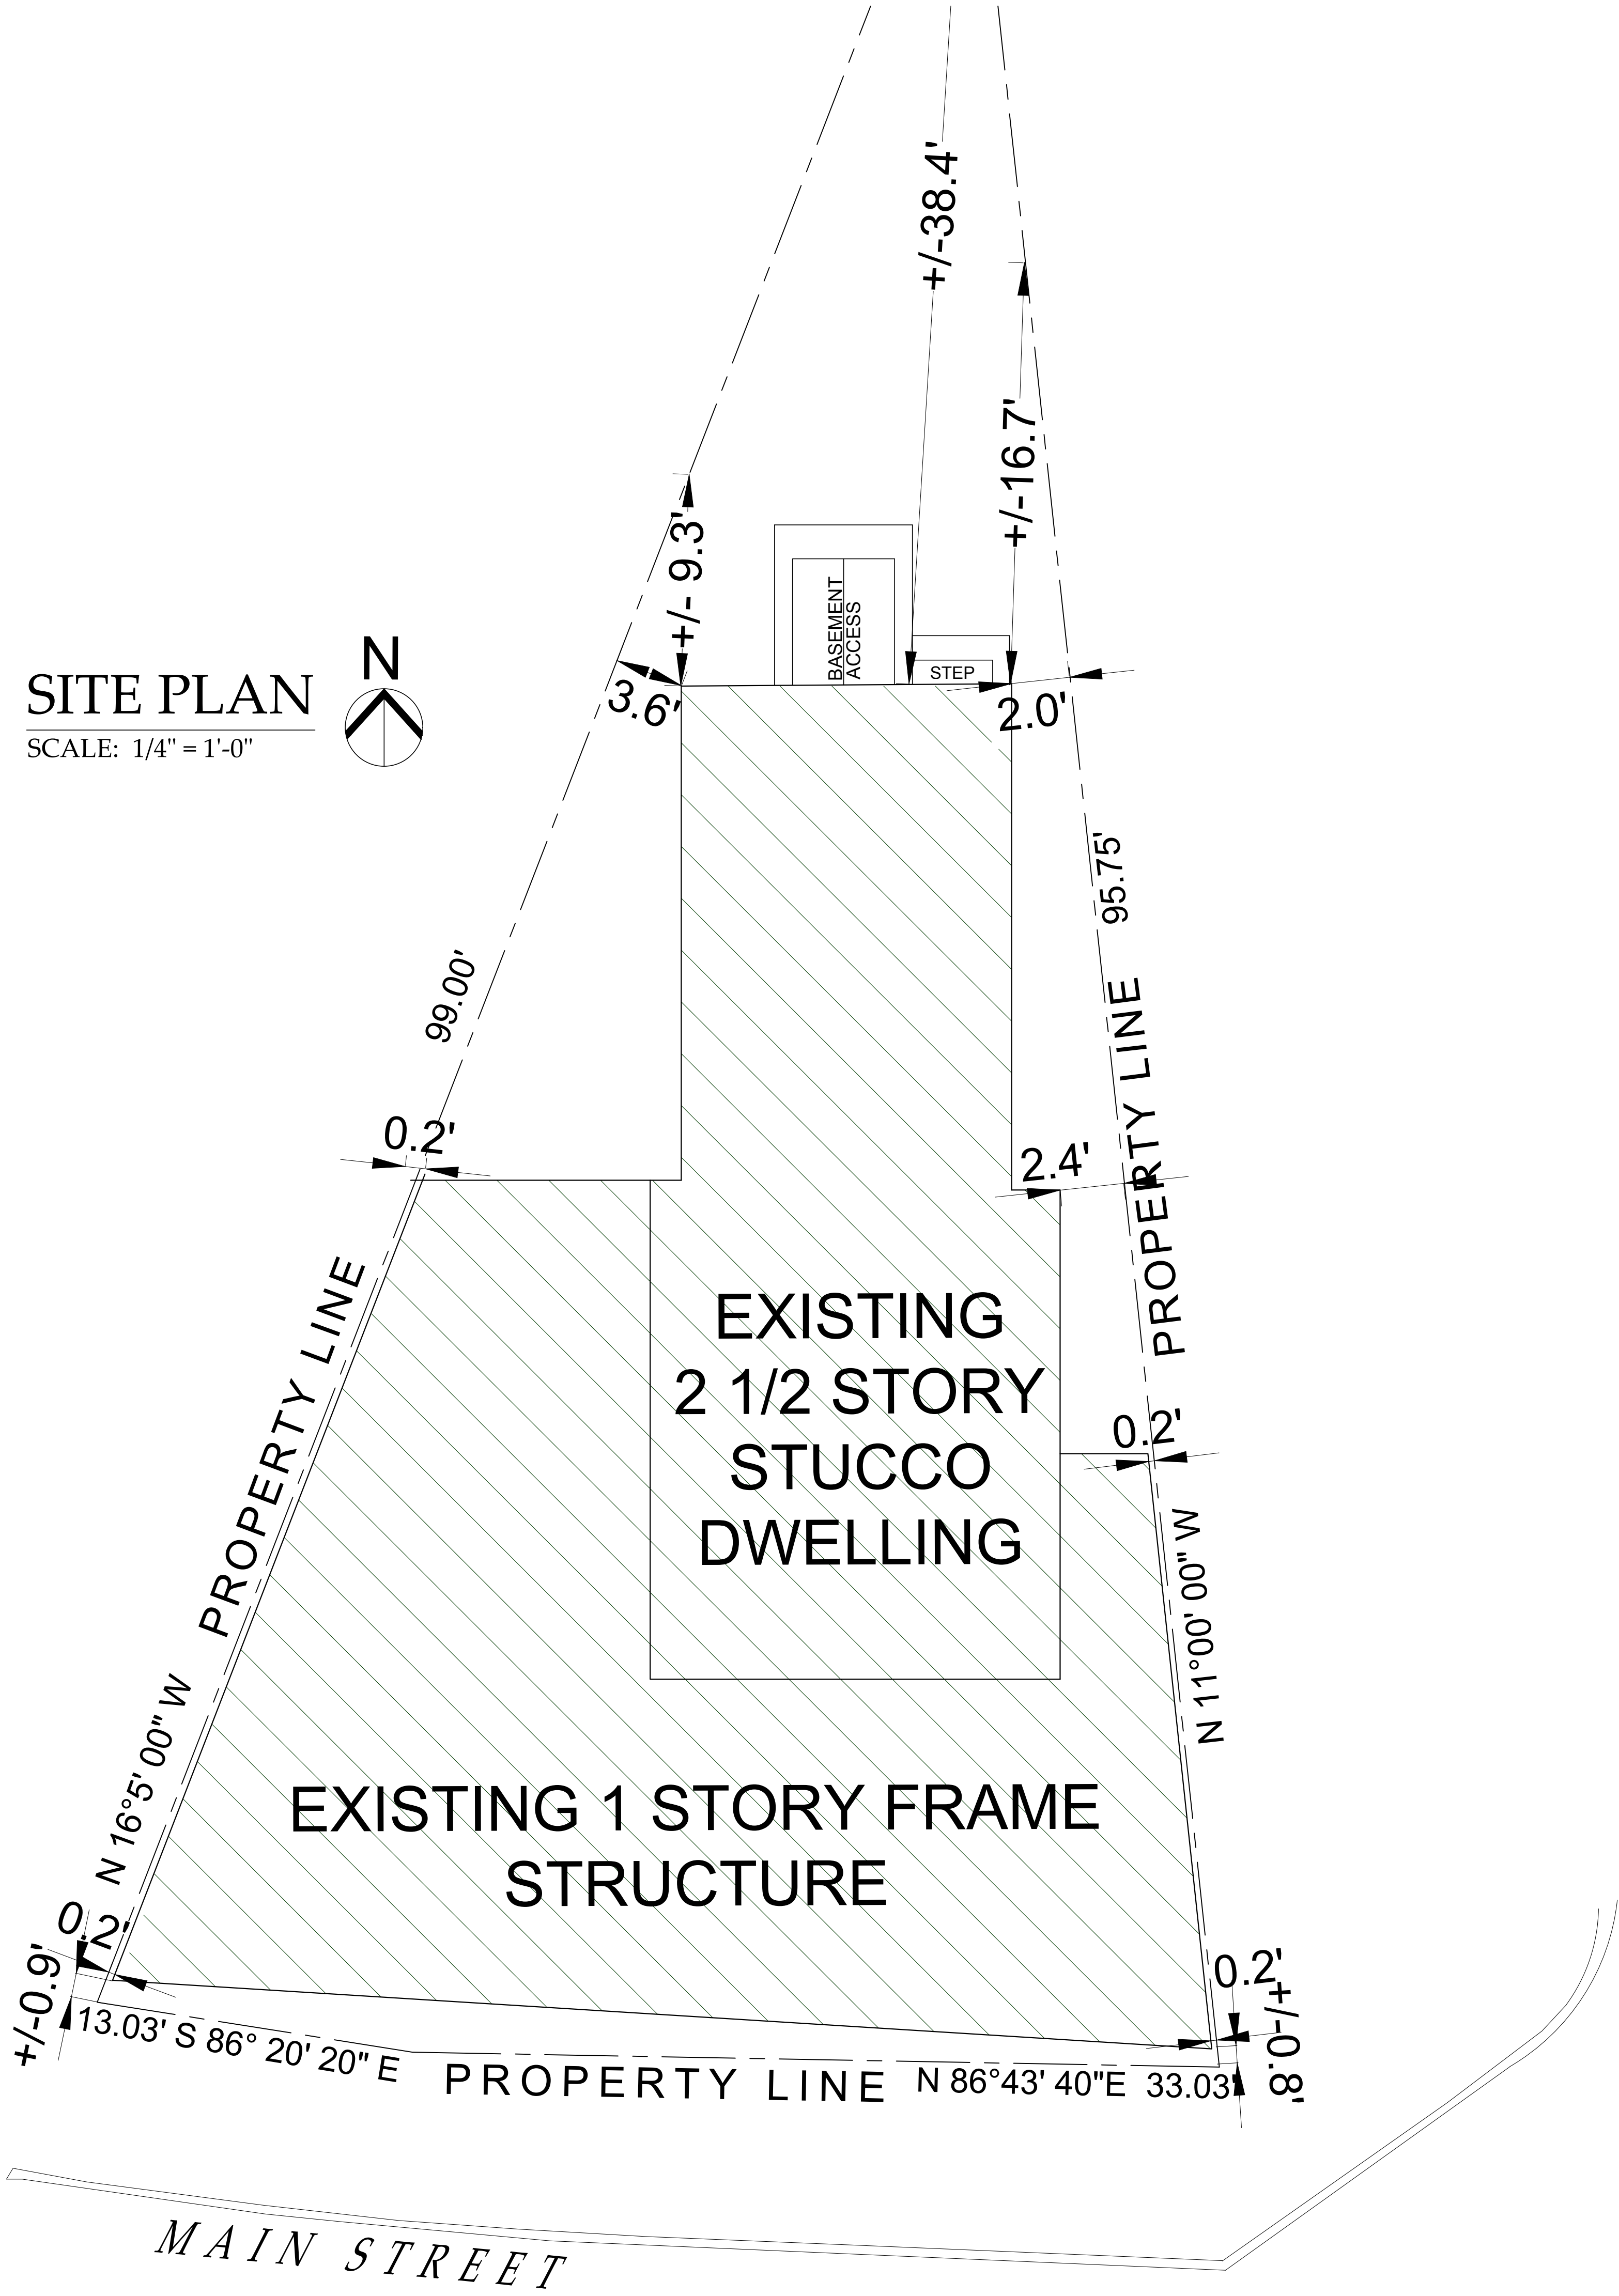 +/-38.4'
+/-16.7'
+/- 9.3'
BASEMENT
ACCESS
STEP
N
SITE PLAN
SCALE: 1/4" = 1'-0"
3.6'
2.0'
95.75'
99.00'
0.2'
2.4'
PROPERTY LINE
PROPERTY LINE
EXISTING
2 1/2 STORY
STUCCO
DWELLING
0.2'
N 11°00' 00" W
N 16°5' 00" W
EXISTING 1 STORY FRAME
STRUCTURE
0.2'
+/-0.9'
0.2'
+/-0.8'
13.03' S 86° 20' 20" E
PROPERTY LINE
N 86°43' 40"E 33.03'
MAIN STREET